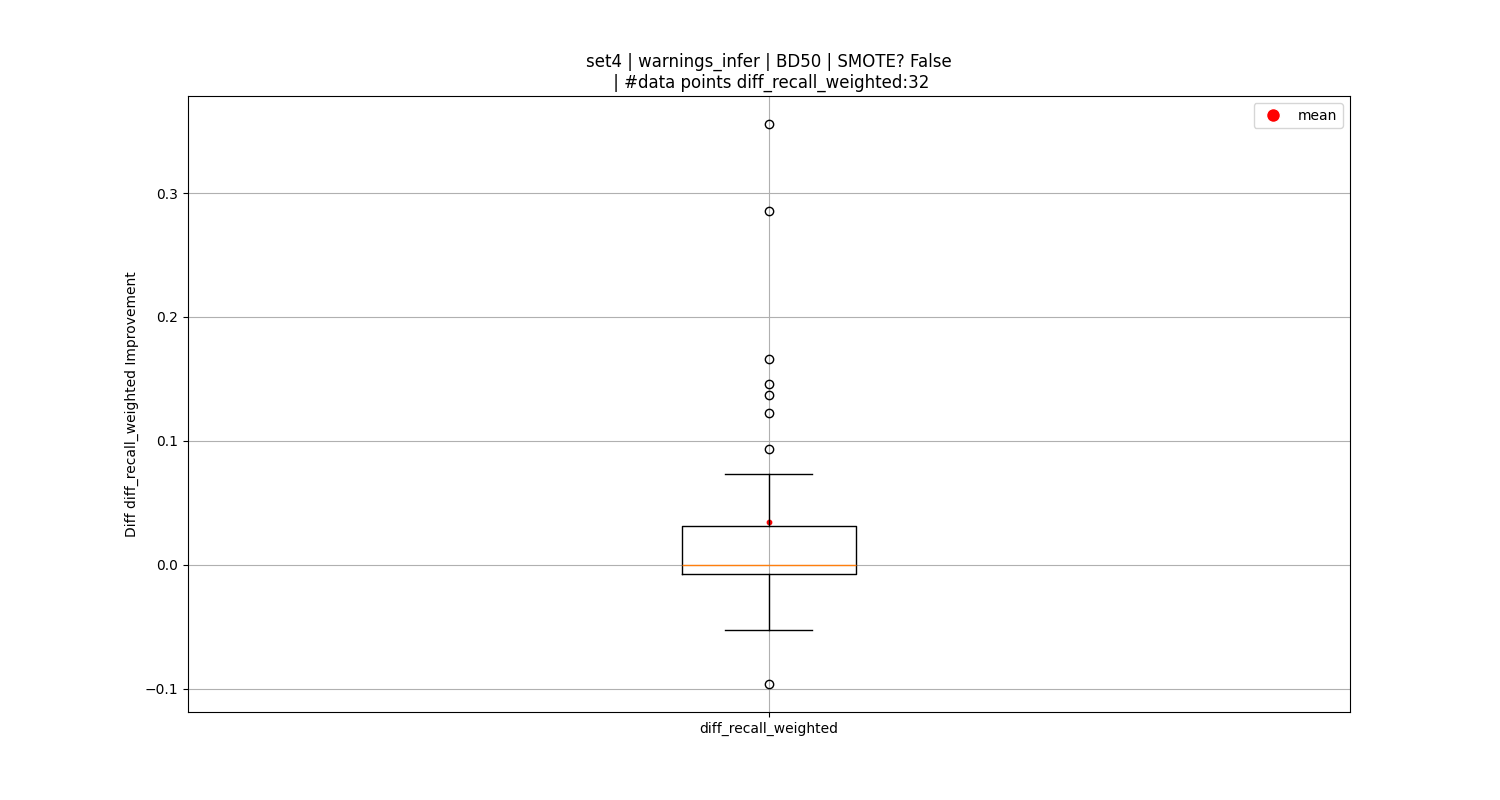 set4 | warnings_infer | BD50 | SMOTE? False
| #data points diff_recall_weighted:32
mean
0.3
0.2
0.1
0.0
−0.1
Diff diff_recall_weighted Improvement
diff_recall_weighted